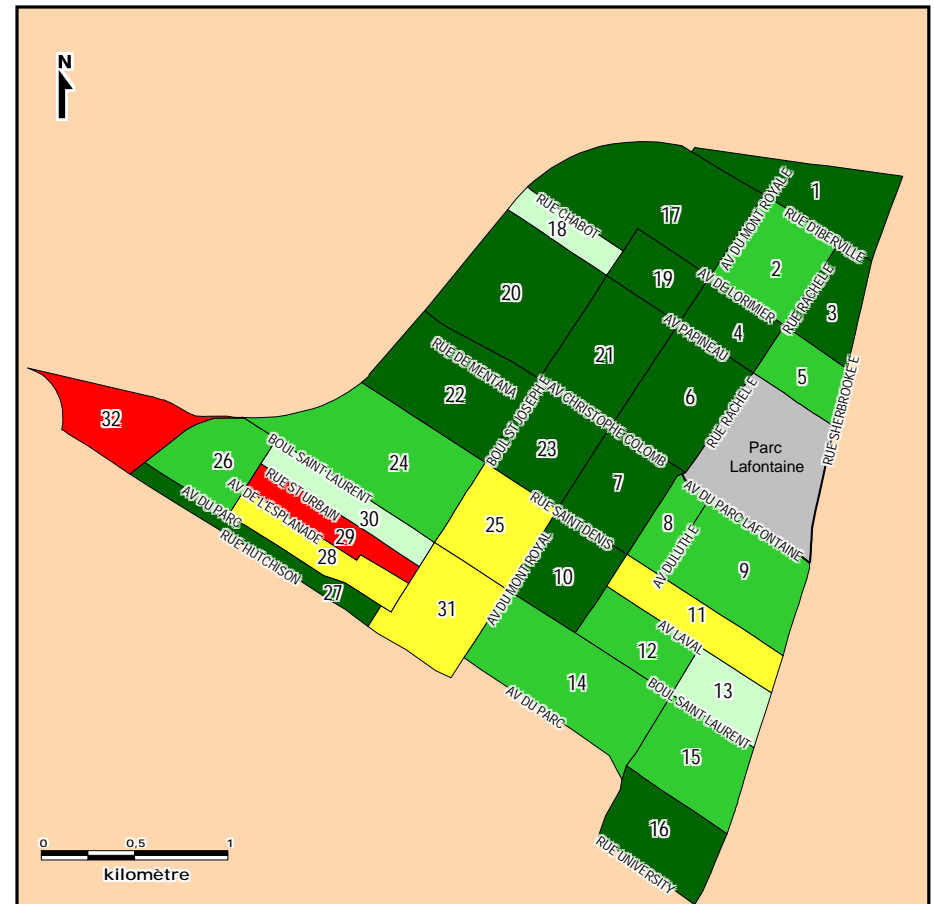 N
1
RUE D'IBERVILLE
AV DU MONT ROYAL E
17
RUE CHABOT
18
2
19
AV DE LORIMIER
RUE RACHEL E
3
20
4
AV PAPINEAU
21
5
RUE DE MENTANA
22
BOUL ST JOSEPH E
AV CHRISTOPHE COLOMB
6
RUE RACHEL E
RUE SHERBROOKE E
32
Parc
Lafontaine
23
26
BOUL SAINT-LAURENT
24
7
AV DU PARC LAFONTAINE
RUE ST URBAIN
AV DE L'ESPLANADE
30
25
RUE SAINT DENIS
8
AV DU PARC
29
RUE HUTCHISON
28
AV DU MONT ROYAL
10
AV DULUTH E
9
27
31
11
AV LAVAL
12
14
13
BOUL SAINT-LAURENT
AV DU PARC
15
16
RUE UNIVERSITY
0 0,5 1
kilomètre